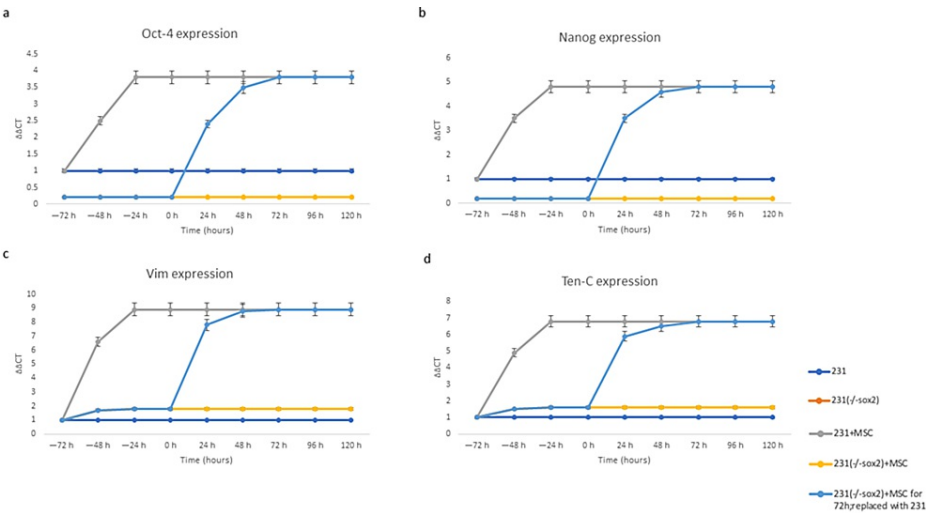 a
Oct-4 expression
4.5
4
3.5
3
2.5
2
1.5
1
0.5
0
ΔΔCT
—72 h —48 h —24 h 0 h 24 h 48 h 72 h 96 h 120 h
Time (hours)
b
Nanog expression
6
5
4
3
2
1
0
ΔΔCT
—72 h —48 h —24 h 0 h 24 h 48 h 72 h 96 h 120 h
Time (hours)
c
Vim expression
10
9
8
7
6
5
4
3
2
1
0
ΔΔCT
—72 h —48 h —24 h 0 h 24 h 48 h 72 h 96 h 120 h
Time (hours)
d
Ten-C expression
8
7
6
5
4
3
2
1
0
ΔΔCT
—72 h —48 h —24 h 0 h 24 h 48 h 72 h 96 h 120 h
Time (hours)
231
231(-/-sox2)
231+MSC
231(-/-sox2)+MSC
231(-/-sox2)+MSC for
72h;replaced with 231